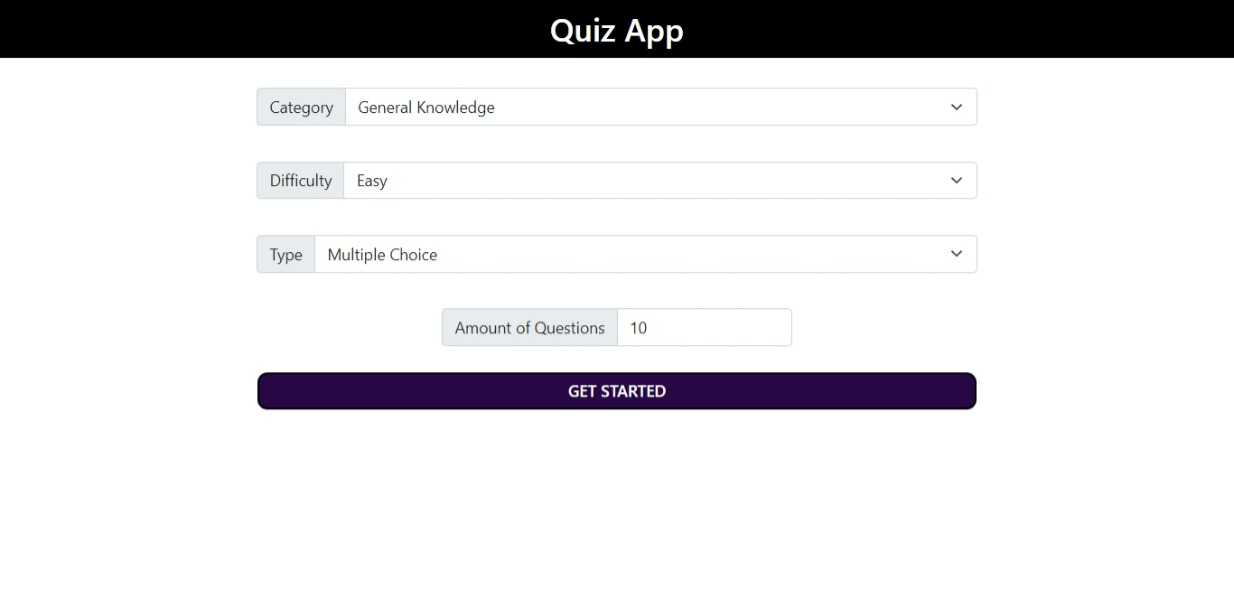 Quiz App
Category General Knowledge
Difficulty Easy
Type Multiple Choice
Amount of Questions 10
GET STARTED